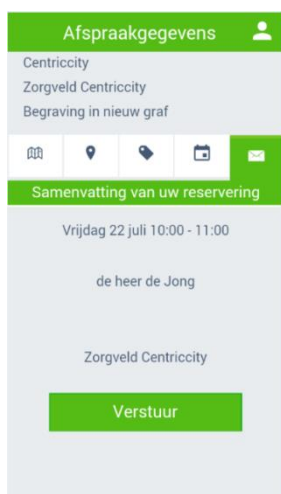 Afspraakgegevens
Centriccity
Zorgveld Centriccity
Begraving in nieuw graf
Samenvatting van uw reservering
Vrijdag 22 juli 10:00 - 11:00
de heer de Jong
Zorgveld Centriccity
Verstuur